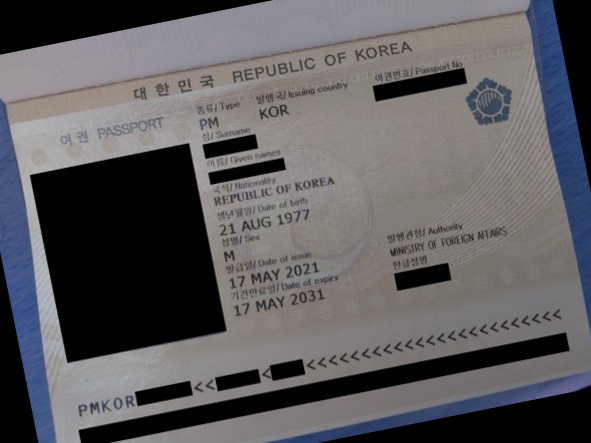 대한민국 REPUBLIC OF KOREA
여권 PASSPORT
종류/ Type 발행국/ Issuing country 여권번호/ Passport No
PM KOR
성/ Surname
이름/ Given names
국적/ Nationality
REPUBLIC OF KOREA
생년월일/ Date of birth
21 AUG 1977
성별/ Sex
M
발급일/ Date of issue
17 MAY 2021
기간만료일/ Date of expiry
17 MAY 2031
발행관청/ Authority
MINISTRY OF FOREIGN AFFAIRS
한글성명
PMKOR<<<<<<<<<<<<<<<<<<<<<<<<<<<<